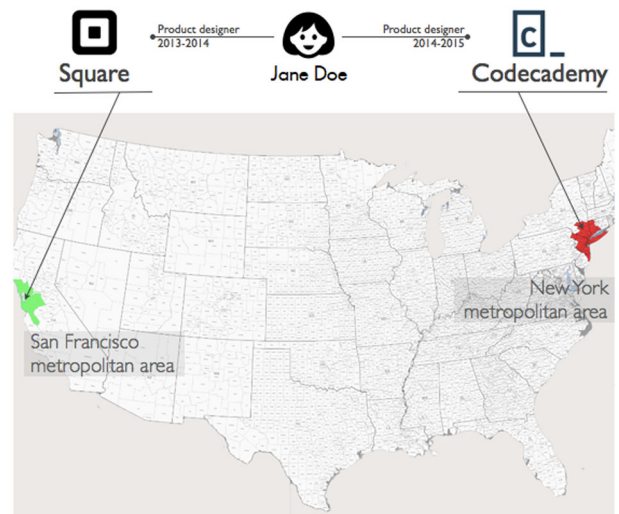 Product designer
2013-2014
Product designer
2014-2015
C_
Square
Jane Doe
Codecademy
New York
metropolitan area
San Francisco
metropolitan area